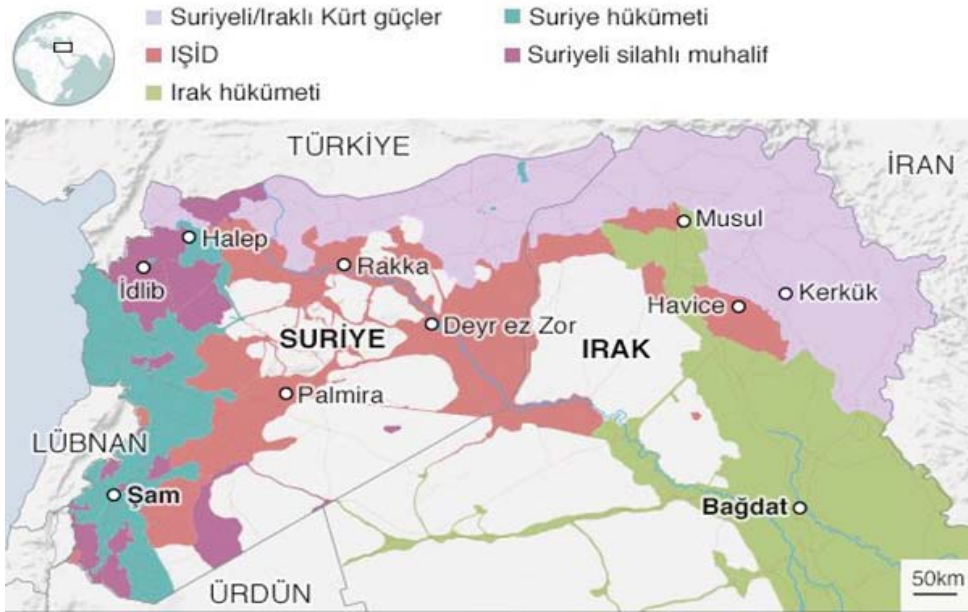 Suriyeli/Iraklı Kürt güçler
Suriye hükümeti
IŞİD
Suriyeli silahlı muhalif
Irak hükümeti
TÜRKİYE
İRAN
Halep
Musul
Rakka
İdlib
Kerkük
Havice
Deyr ez Zor
SURİYE
IRAK
Palmira
LÜBNAN
Şam
Bağdat
ÜRDÜN
50km